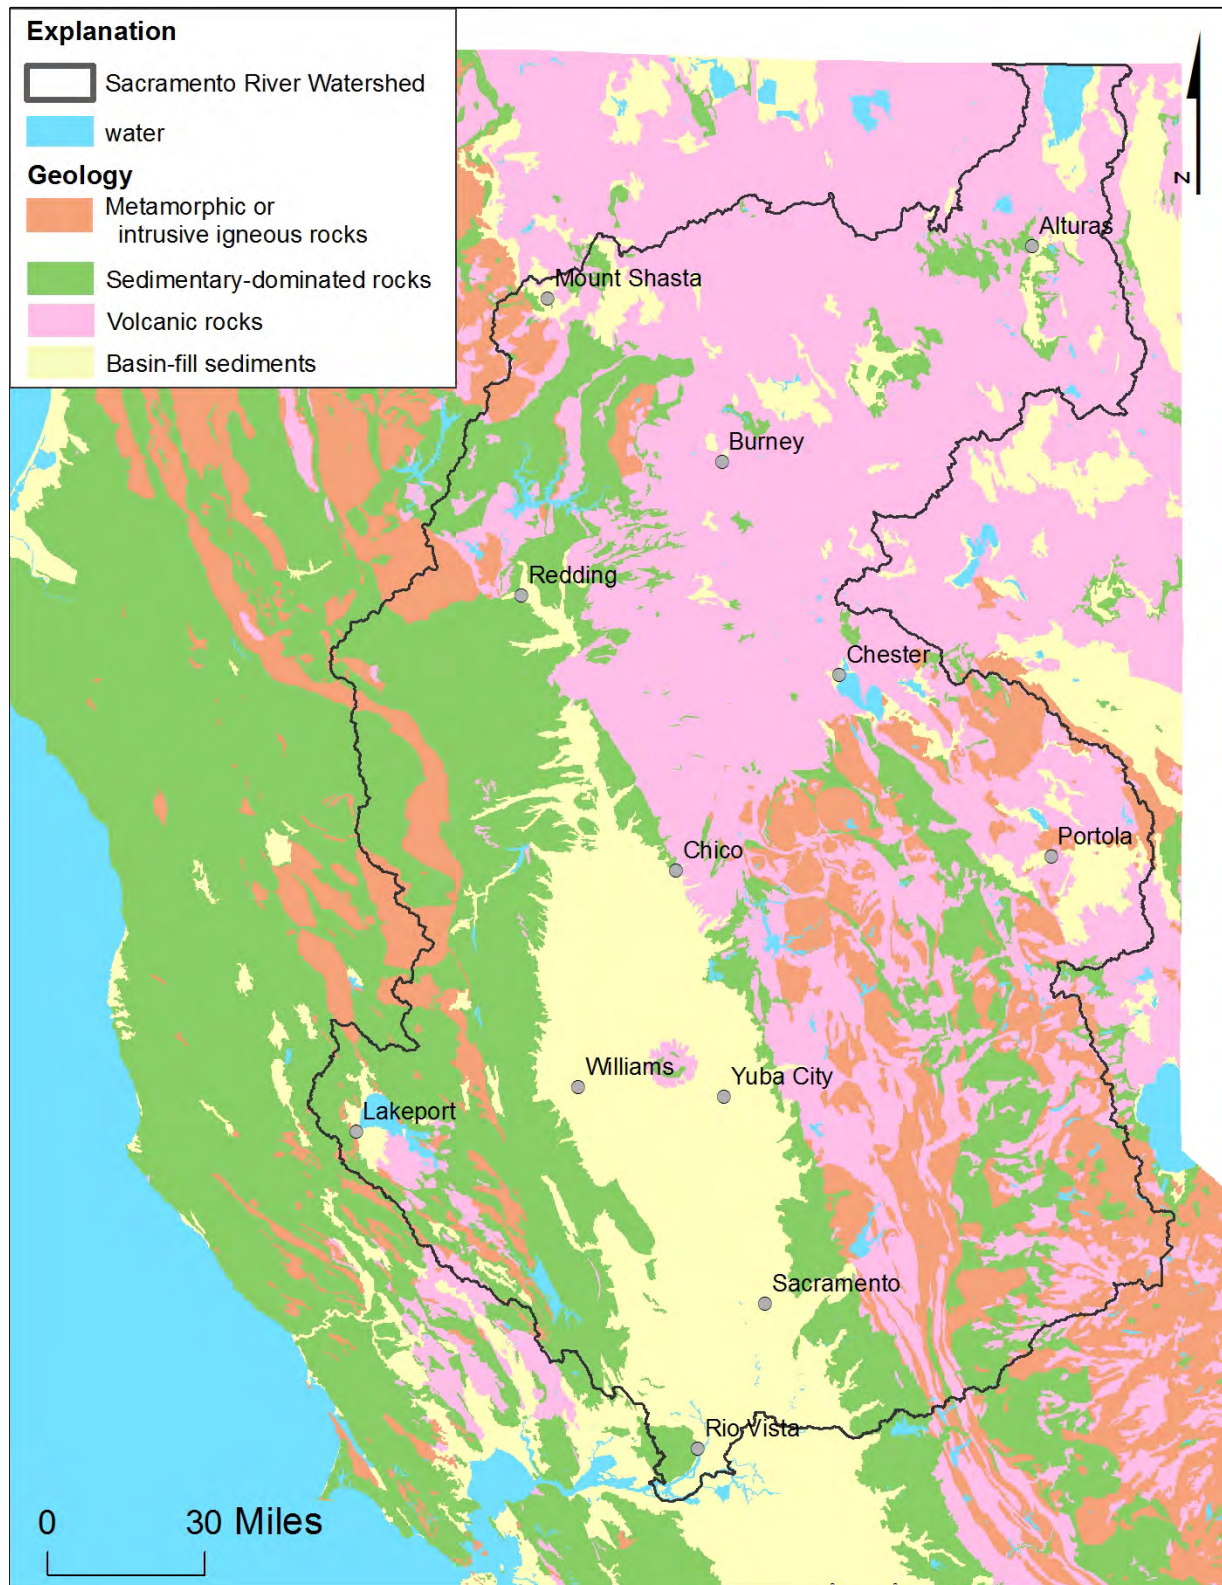 Explanation
Sacramento River Watershed
water
Geology
Metamorphic or
intrusive igneous rocks
Sedimentary-dominated rocks
Volcanic rocks
Basin-fill sediments
N
Alturas
Mount Shasta
Burney
Redding
Chester
Portola
Chico
Williams
Yuba City
Lakeport
Sacramento
Rio Vista
0 30 Miles